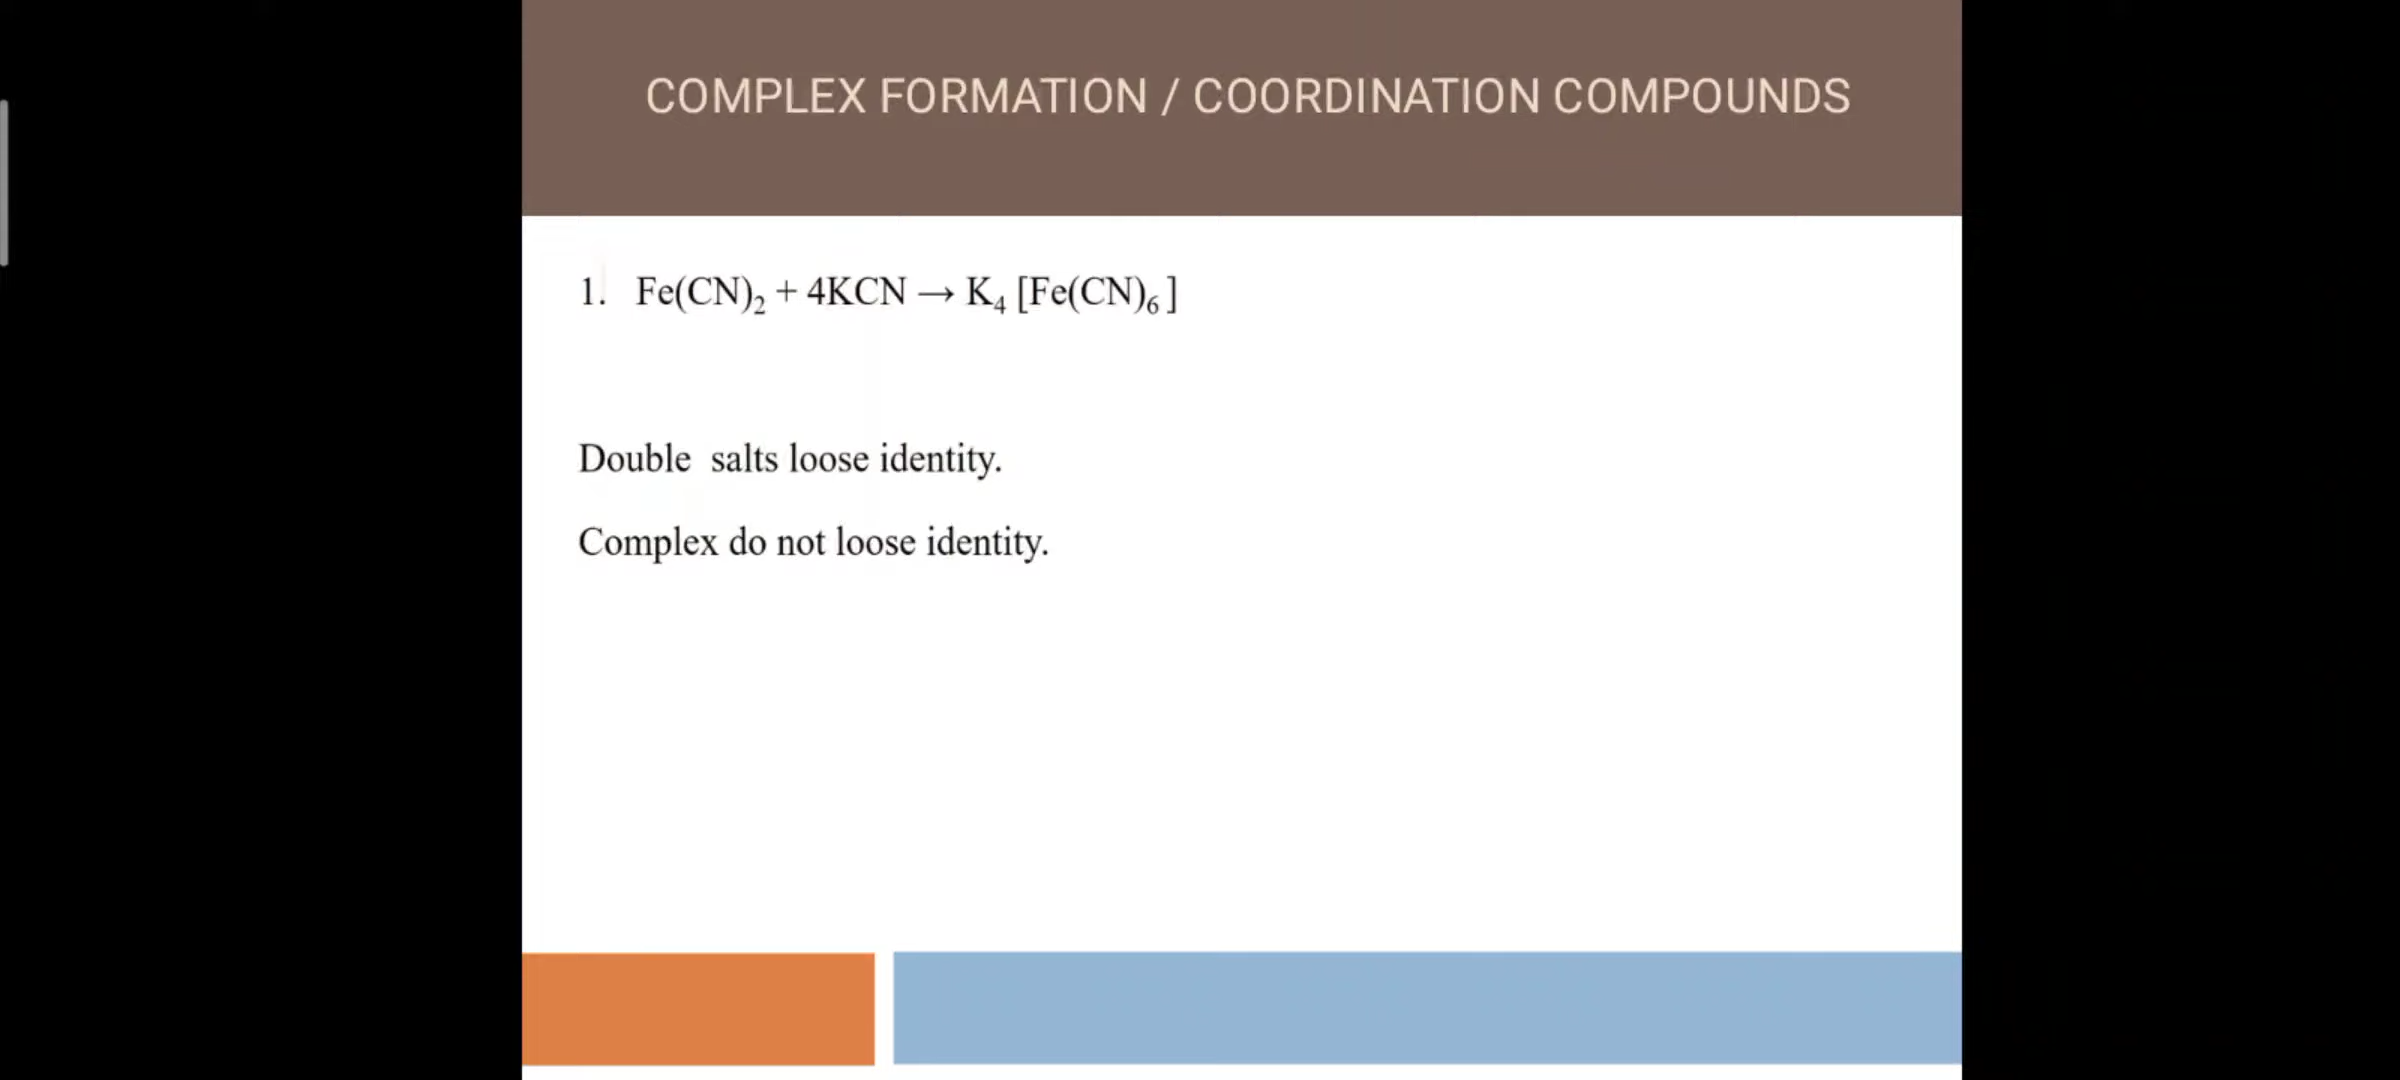 COMPLEX FORMATION / COORDINATION COMPOUNDS
1. Fe(CN)₂ + 4KCN → K₄ [Fe(CN)₆ ]
Double salts loose identity.
Complex do not loose identity.